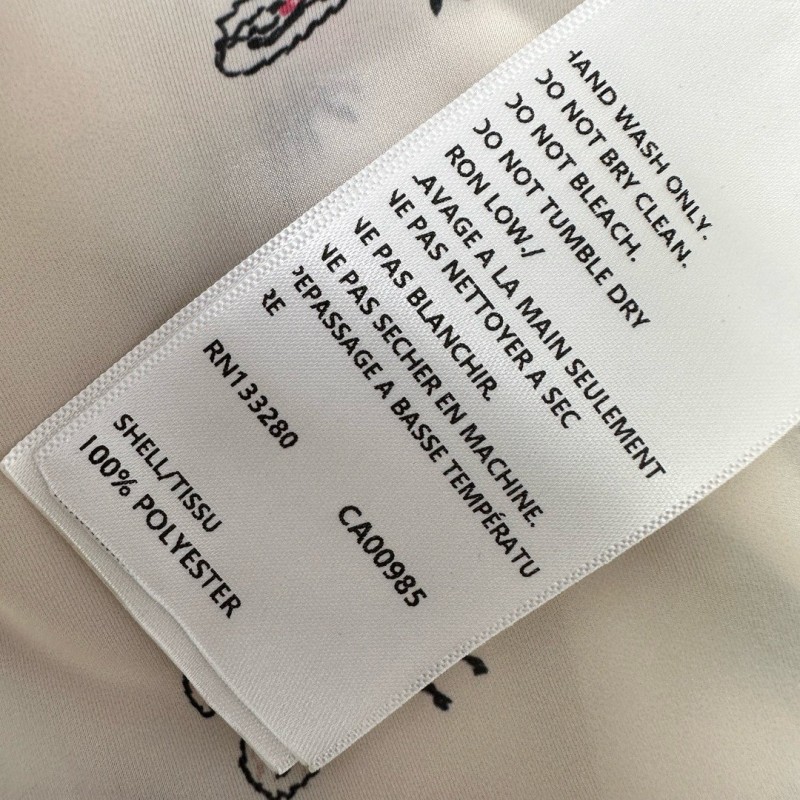 HAND WASH ONLY.
DO NOT BRY CLEAN.
DO NOT BLEACH.
DO NOT TUMBLE DRY
RON LOW./
LAVAGE A LA MAIN SEULEMENT
NE PAS NETTOYER A SEC
NE PAS BLANCHIR.
NE PAS SECHER EN MACHINE.
DEPASSAGE A BASSE TEMPÉRATU
RE
RN133280
CA00985
SHELL/TISSU
100% POLYESTER